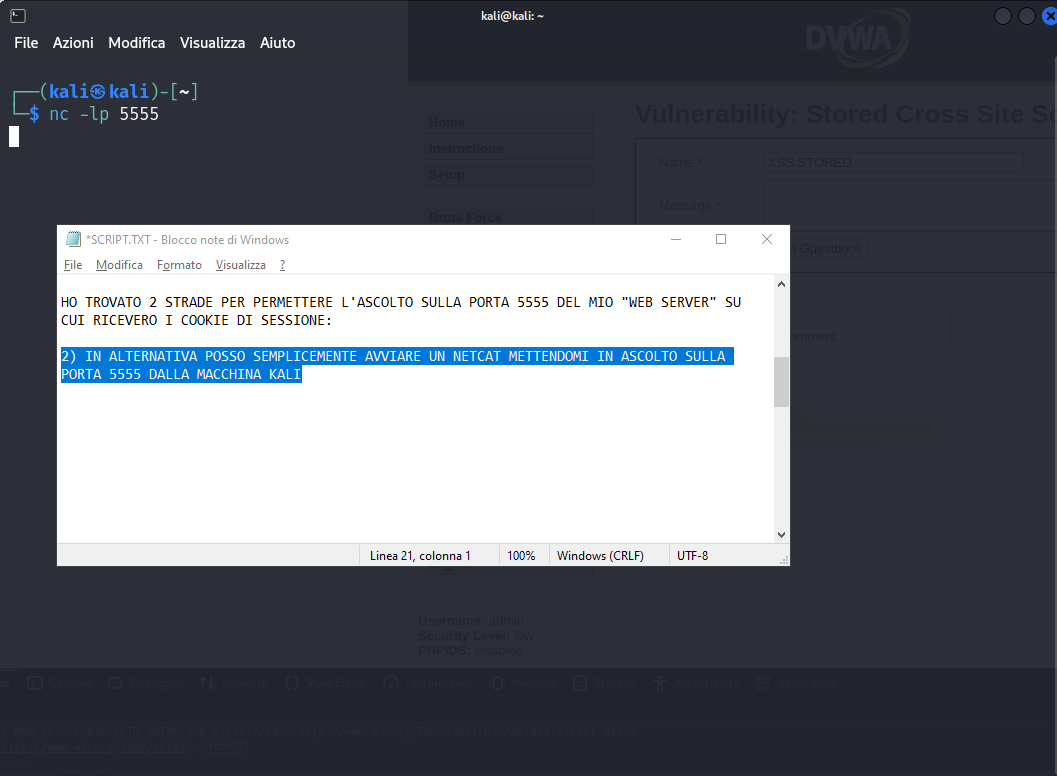 kali@kali: ~
File Azioni Modifica Visualizza Aiuto
DVWA
┌──(kali㉿kali)-[~]
└─$ nc -lp 5555
Home
Instructions
Setup
Brute Force
Vulnerability: Stored Cross Site
Name *
XSS STORED
Message *
Guestbook
*SCRIPT.TXT - Blocco note di Windows
File Modifica Formato Visualizza ?
HO TROVATO 2 STRADE PER PERMETTERE L'ASCOLTO SULLA PORTA 5555 DEL MIO "WEB SERVER" SU
CUI RICEVERO I COOKIE DI SESSIONE:
2) IN ALTERNATIVA POSSO SEMPLICEMENTE AVVIARE UN NETCAT METTENDOMI IN ASCOLTO SULLA
PORTA 5555 DALLA MACCHINA KALI
Linea 21, colonna 1 100% Windows (CRLF) UTF-8
Username: admin
Security Level: low
PHPIDS: disabled
Console Debugger Network Style Editor Performance Memory Storage Accessibility Application